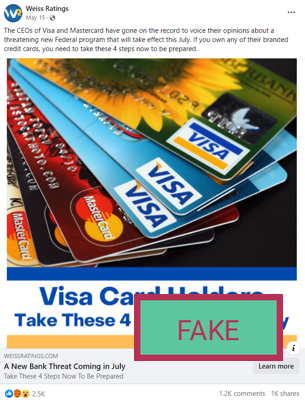 Weiss Ratings
May 15
The CEOs of Visa and Mastercard have gone on the record to voice their opinions about a
threatening new Federal program that will take effect this July. If you own any of their branded
credit cards, you need to take these 4 steps now to be prepared.
VISA
VISA
VISA
MasterCard
MasterCard
Visa Card Holders
Take These 4
FAKE
WEISSRATINGS.COM
A New Bank Threat Coming in July
Take These 4 Steps Now To Be Prepared
Learn more
2.5K
1.2K comments
1K shares